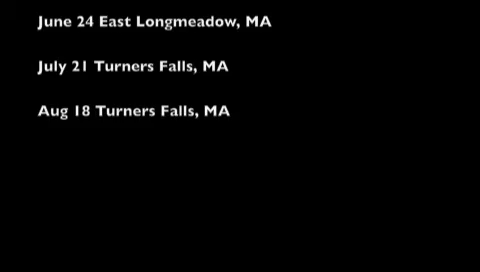 June 24 East Longmeadow, MA
July 21 Turners Falls, MA
Aug 18 Turners Falls, MA